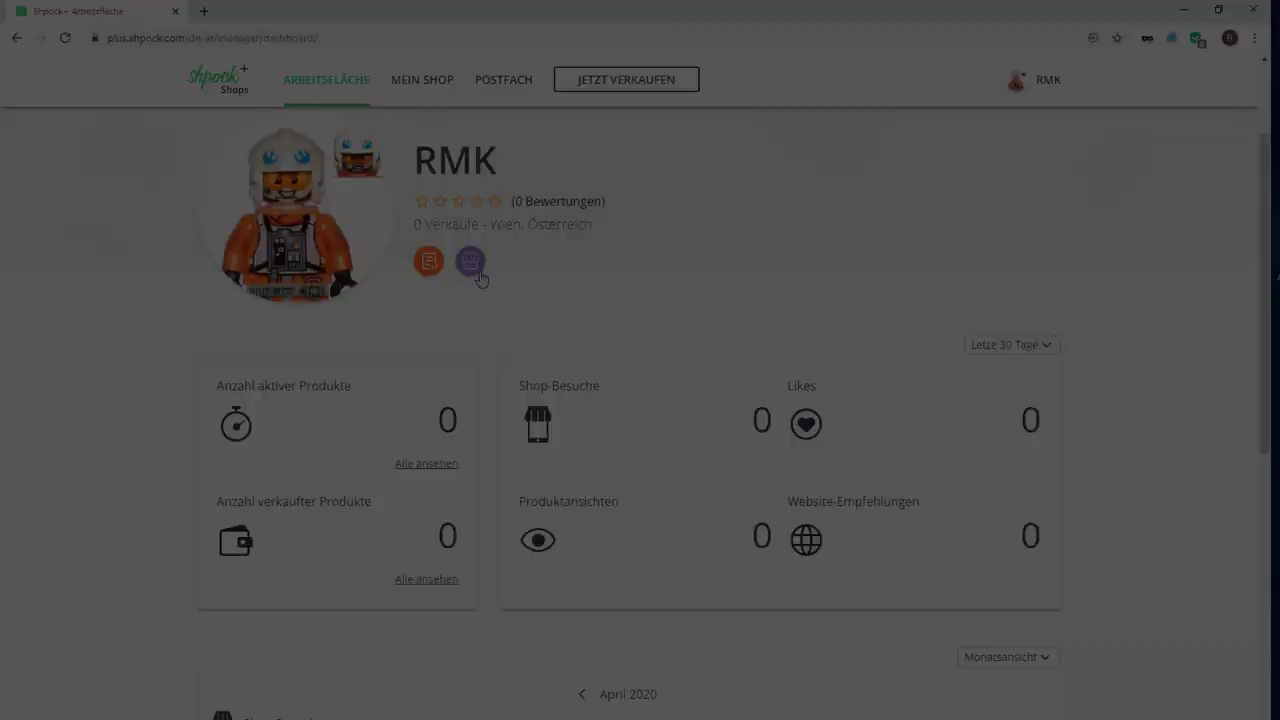 Shpock+ Arbeitsfläche
plus.shpock.com/de-at/manager/dashboard/
shpock+
Shops
ARBEITSFLÄCHE
MEIN SHOP
POSTFACH
JETZT VERKAUFEN
RMK
RMK
(0 Bewertungen)
0 Verkäufe - Wien, Österreich
Letze 30 Tage
Anzahl aktiver Produkte
0
Alle ansehen
Shop-Besuche
0
Likes
0
Anzahl verkaufter Produkte
0
Alle ansehen
Produktansichten
0
Website-Empfehlungen
0
Monatsansicht
April 2020